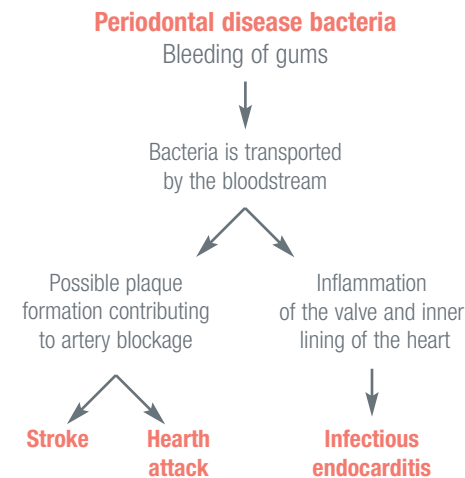 Periodontal disease bacteria
Bleeding of gums
Bacteria is transported
by the bloodstream
Possible plaque
formation contributing
to artery blockage
Inflammation
of the valve and inner
lining of the heart
Stroke
Hearth
attack
Infectious
endocarditis